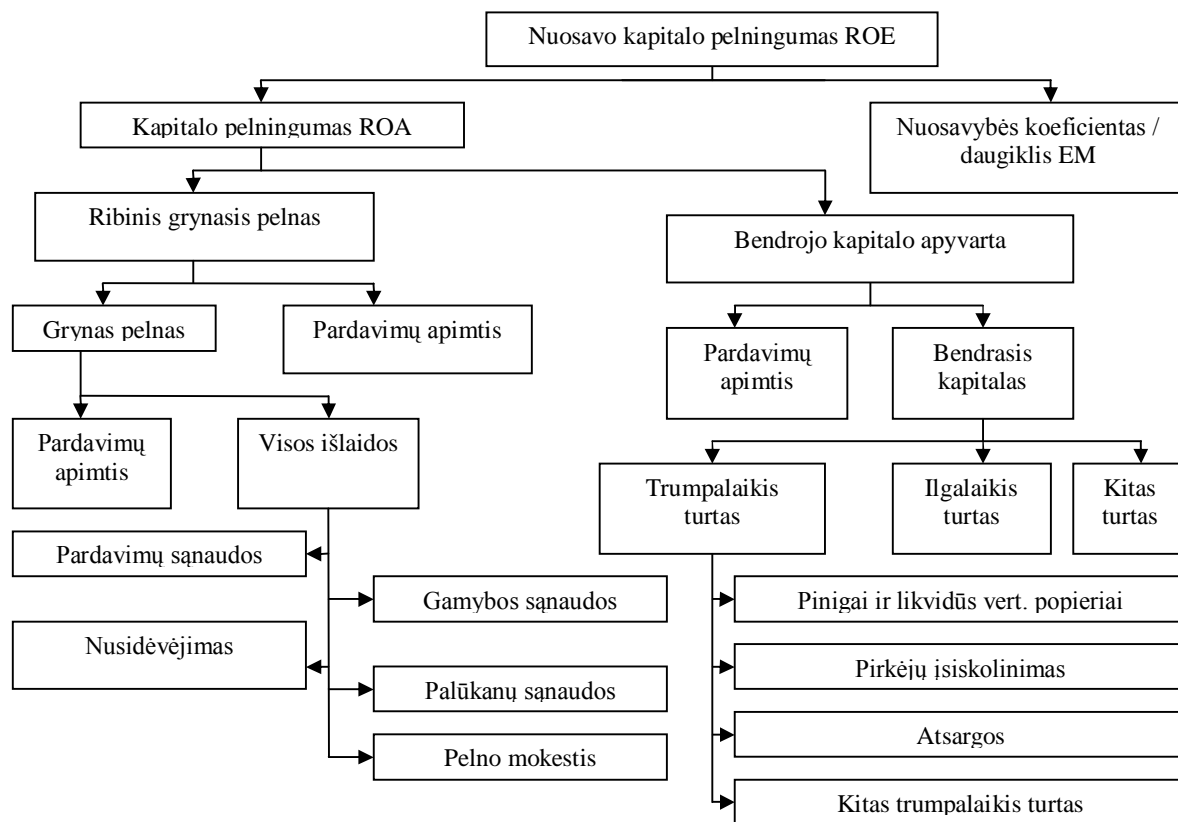 Nuosavo kapitalo pelningumas ROE
Kapitalo pelningumas ROA
Nuosavybės koeficientas /
daugiklis EM
Ribinis grynasis pelnas
Bendrojo kapitalo apyvarta
Grynas pelnas
Pardavimų apimtis
Pardavimų
apimtis
Bendrasis
kapitalas
Pardavimų
apimtis
Visos išlaidos
Trumpalaikis
turtas
Ilgalaikis
turtas
Kitas
turtas
Pardavimų sąnaudos
Gamybos sąnaudos
Pinigai ir likvidūs vert. popieriai
Nusidėvėjimas
Pirkėjų įsiskolinimas
Palūkanų sąnaudos
Atsargos
Pelno mokestis
Kitas trumpalaikis turtas